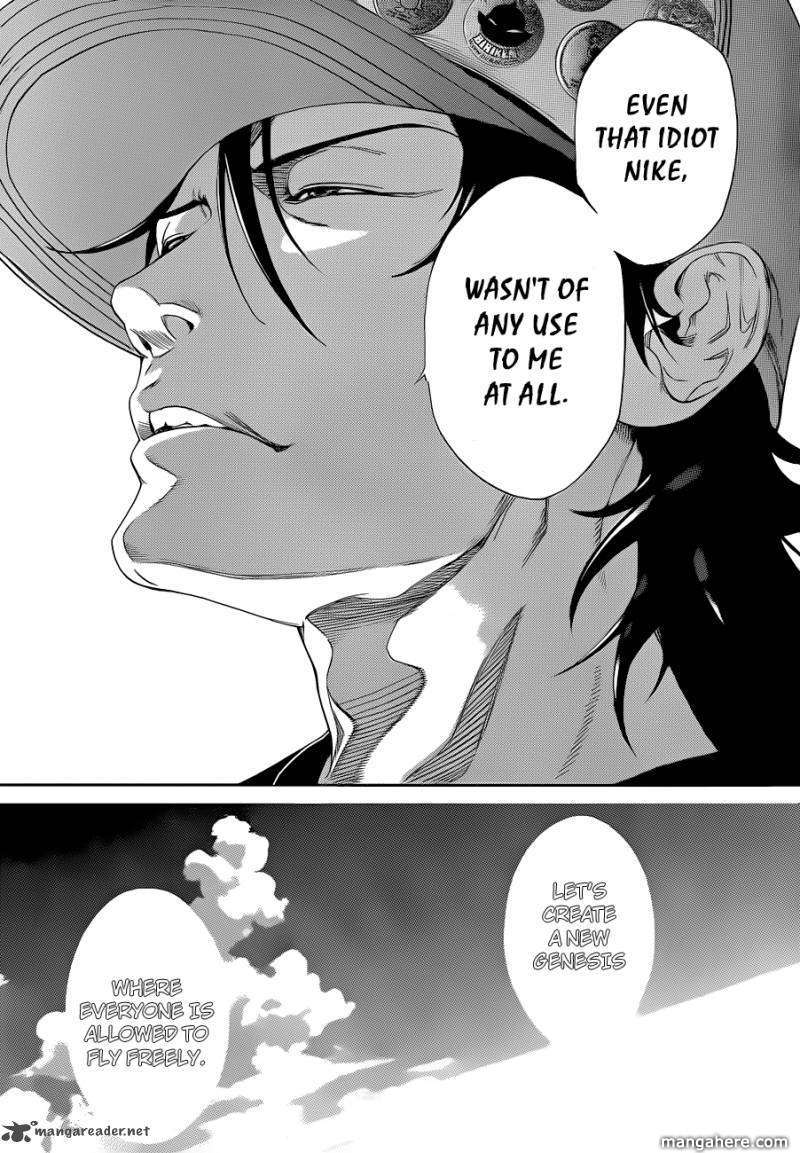 EVEN
THAT IDIOT
NIKE,
WASN'T OF
ANY USE
TO ME
AT ALL.
LET'S
CREATE
A NEW
GENESIS
WHERE
EVERYONE IS
ALLOWED TO
FLY FREELY.
mangareader.net
mangahere.com